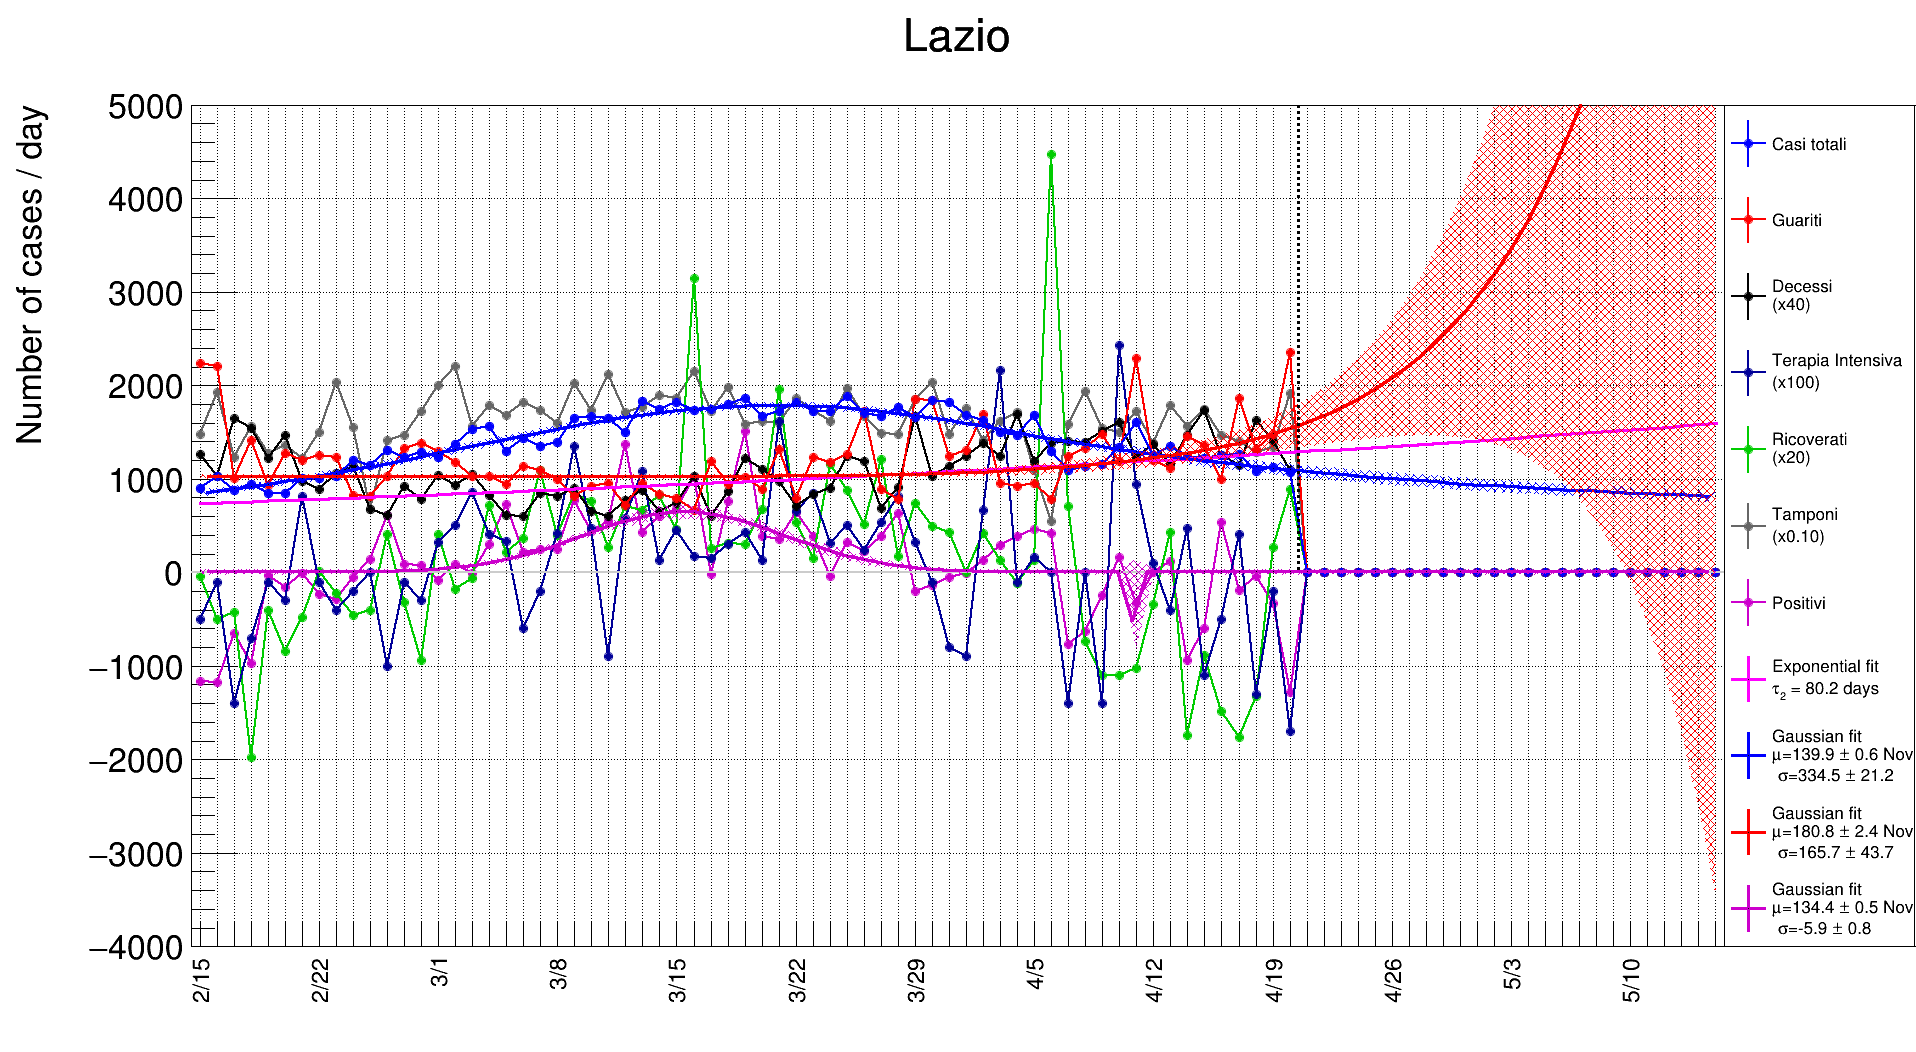 Lazio
Number of cases / day
5000
4000
3000
2000
1000
0
−1000
−2000
−3000
−4000
2/15
2/22
3/1
3/8
3/15
3/22
3/29
4/5
4/12
4/19
4/26
5/3
5/10
Casi totali
Guariti
Decessi
(x40)
Terapia Intensiva
(x100)
Ricoverati
(x20)
Tamponi
(x0.10)
Positivi
Exponential fit
τ2 = 80.2 days
Gaussian fit
μ=139.9 ± 0.6 Nov
σ=334.5 ± 21.2
Gaussian fit
μ=180.8 ± 2.4 Nov
σ=165.7 ± 43.7
Gaussian fit
μ=134.4 ± 0.5 Nov
σ=-5.9 ± 0.8